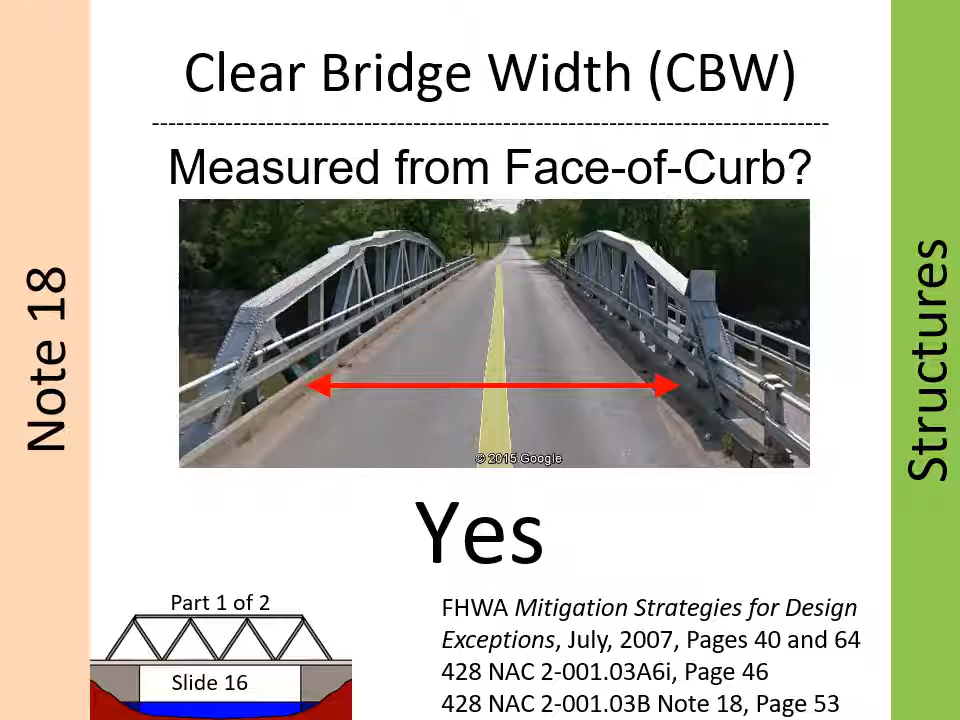 Clear Bridge Width (CBW)
Measured from Face-of-Curb?
Note 18
Structures
© 2015 Google
Yes
Part 1 of 2
Slide 16
FHWA Mitigation Strategies for Design
Exceptions, July, 2007, Pages 40 and 64
428 NAC 2-001.03A6i, Page 46
428 NAC 2-001.03B Note 18, Page 53